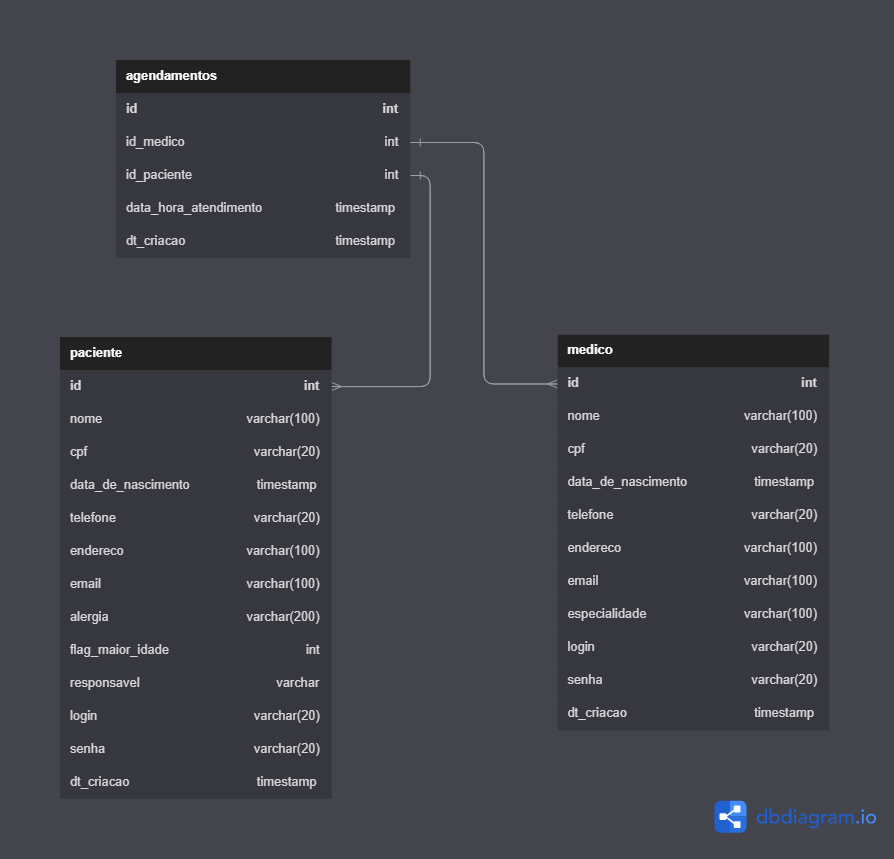 agendamentos
id int
id_medico int
id_paciente int
data_hora_atendimento timestamp
dt_criacao timestamp
paciente
id int
nome varchar(100)
cpf varchar(20)
data_de_nascimento timestamp
telefone varchar(20)
endereco varchar(100)
email varchar(100)
alergia varchar(200)
flag_maior_idade int
responsavel varchar
login varchar(20)
senha varchar(20)
dt_criacao timestamp
medico
id int
nome varchar(100)
cpf varchar(20)
data_de_nascimento timestamp
telefone varchar(20)
endereco varchar(100)
email varchar(100)
especialidade varchar(100)
login varchar(20)
senha varchar(20)
dt_criacao timestamp
dbdiagram.io